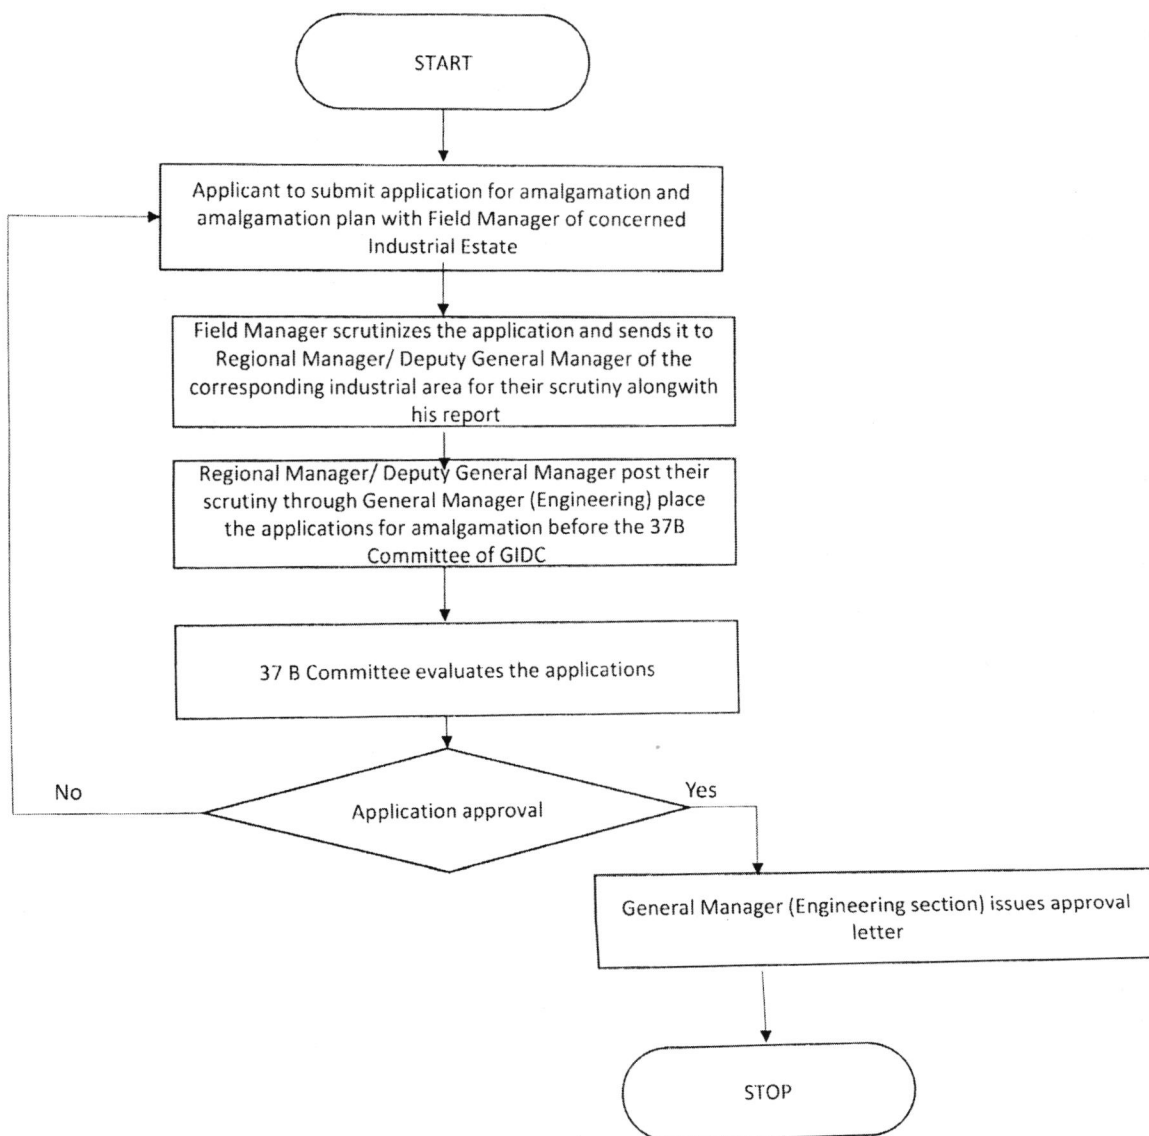 START
Applicant to submit application for amalgamation and
amalgamation plan with Field Manager of concerned
Industrial Estate
Field Manager scrutinizes the application and sends it to
Regional Manager/ Deputy General Manager of the
corresponding industrial area for their scrutiny alongwith
his report
Regional Manager/ Deputy General Manager post their
scrutiny through General Manager (Engineering) place
the applications for amalgamation before the 37B
Committee of GIDC
37 B Committee evaluates the applications
No
Application approval
Yes
General Manager (Engineering section) issues approval
letter
STOP